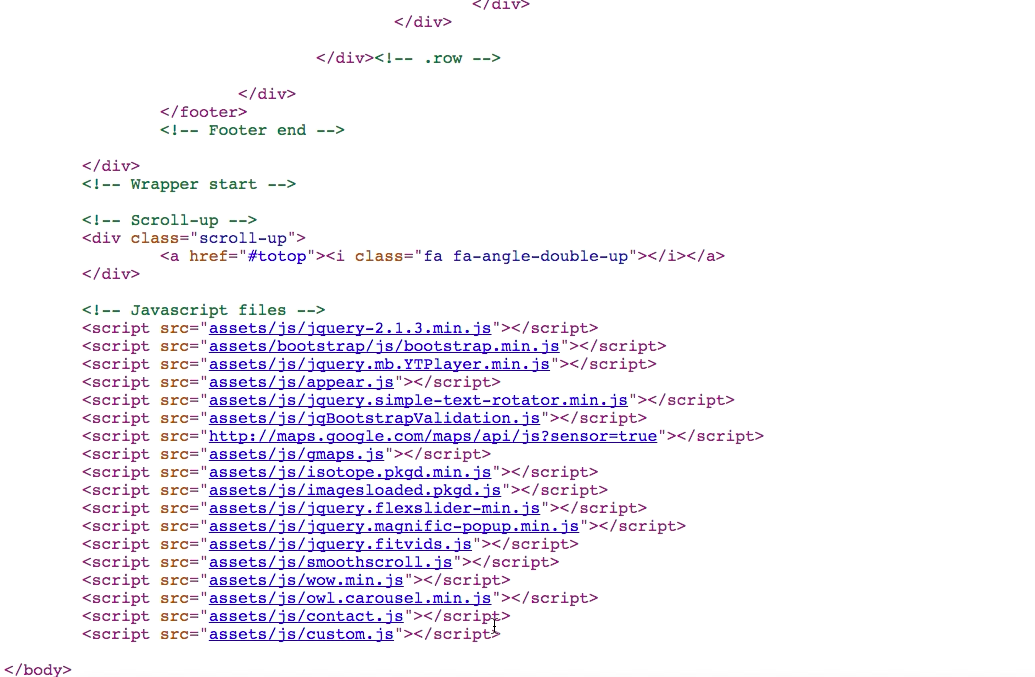 </div>
</div>
</div><!-- .row -->
</div>
</footer>
<!-- Footer end -->
</div>
<!-- Wrapper start -->
<!-- Scroll-up -->
<div class="scroll-up">
<a href="#totop"><i class="fa fa-angle-double-up"></i></a>
</div>
<!-- Javascript files -->
<script src="assets/js/jquery-2.1.3.min.js"></script>
<script src="assets/bootstrap/js/bootstrap.min.js"></script>
<script src="assets/js/jquery.mb.YTPlayer.min.js"></script>
<script src="assets/js/appear.js"></script>
<script src="assets/js/jquery.simple-text-rotator.min.js"></script>
<script src="assets/js/jqBootstrapValidation.js"></script>
<script src="http://maps.google.com/maps/api/js?sensor=true"></script>
<script src="assets/js/gmaps.js"></script>
<script src="assets/js/isotope.pkgd.min.js"></script>
<script src="assets/js/imagesloaded.pkgd.js"></script>
<script src="assets/js/jquery.flexslider-min.js"></script>
<script src="assets/js/jquery.magnific-popup.min.js"></script>
<script src="assets/js/jquery.fitvids.js"></script>
<script src="assets/js/smoothscroll.js"></script>
<script src="assets/js/wow.min.js"></script>
<script src="assets/js/owl.carousel.min.js"></script>
<script src="assets/js/contact.js"></script>
<script src="assets/js/custom.js"></script>
</body>